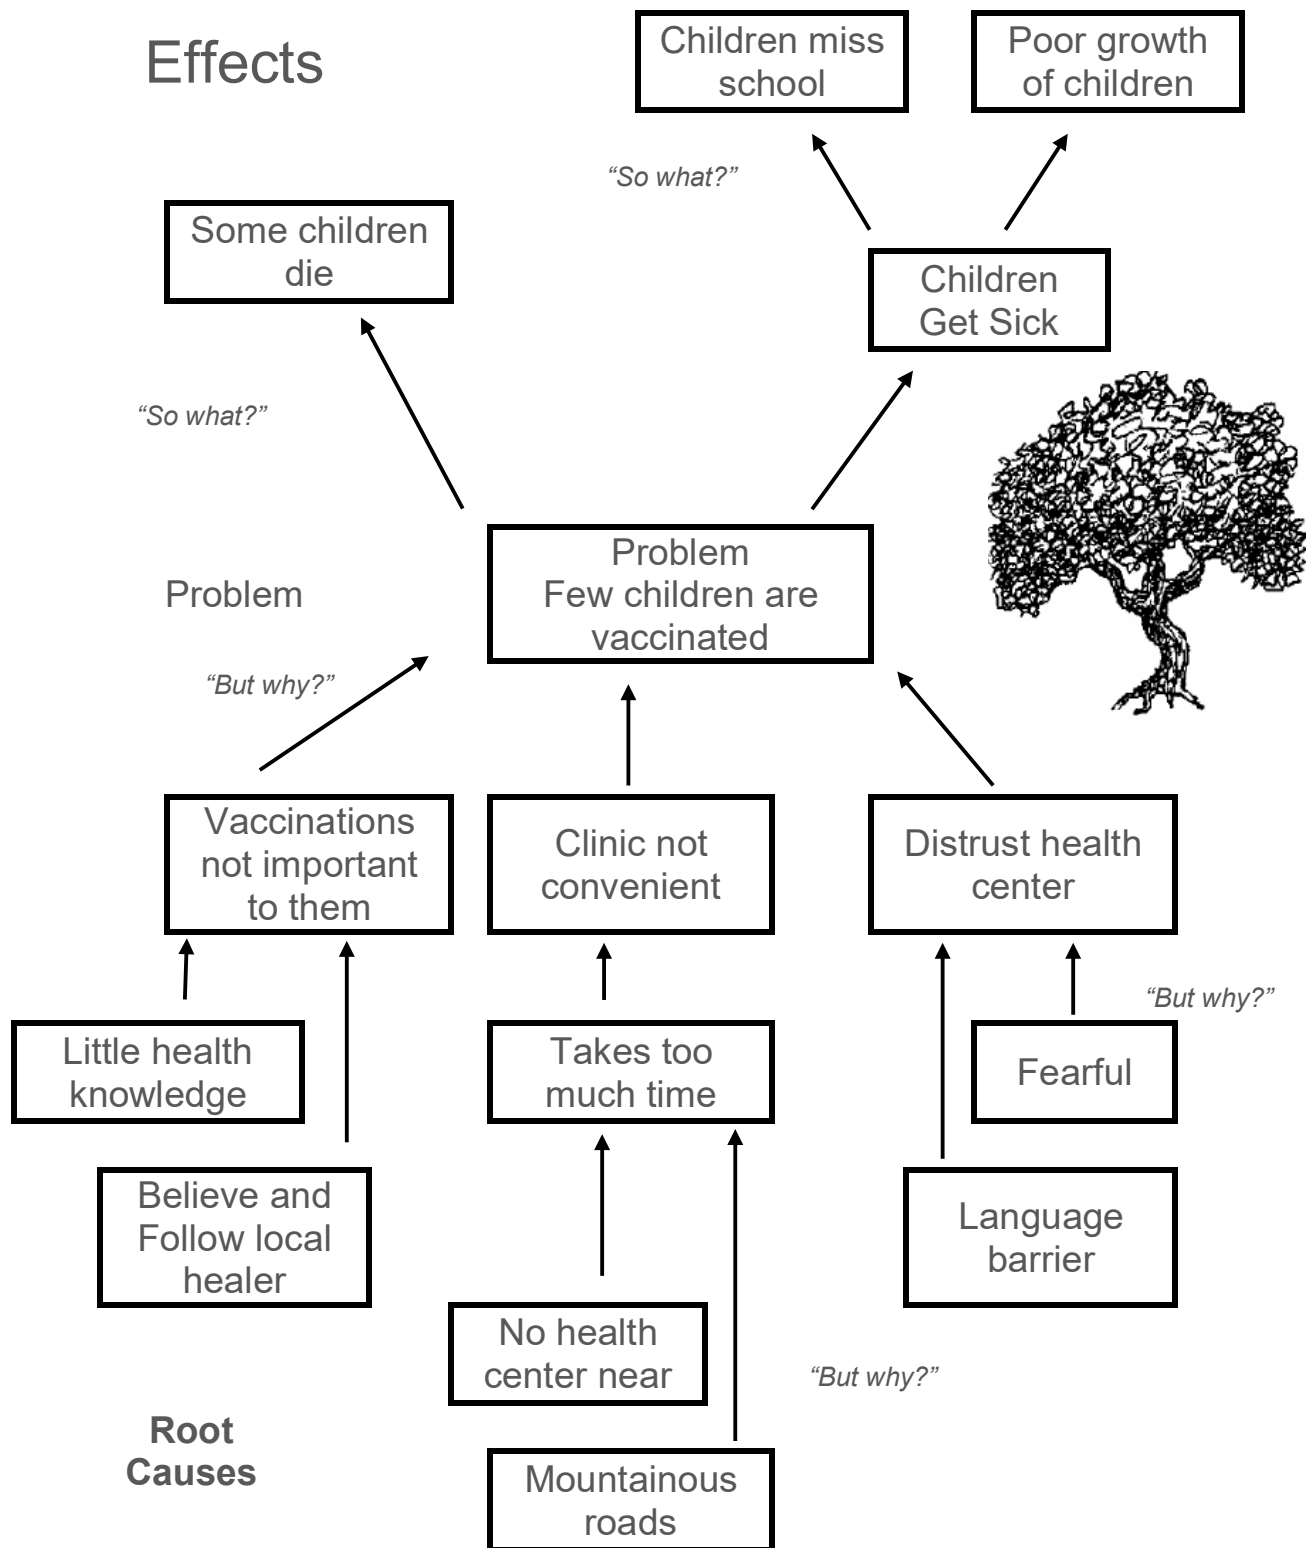 Effects
Children miss
school
Poor growth
of children
“So what?”
Some children
die
Children
Get Sick
“So what?”
Problem
Problem
Few children are
vaccinated
“But why?”
Vaccinations
not important
to them
Clinic not
convenient
Distrust health
center
“But why?”
Little health
knowledge
Takes too
much time
Fearful
Believe and
Follow local
healer
Language
barrier
No health
center near
“But why?”
Root
Causes
Mountainous
roads